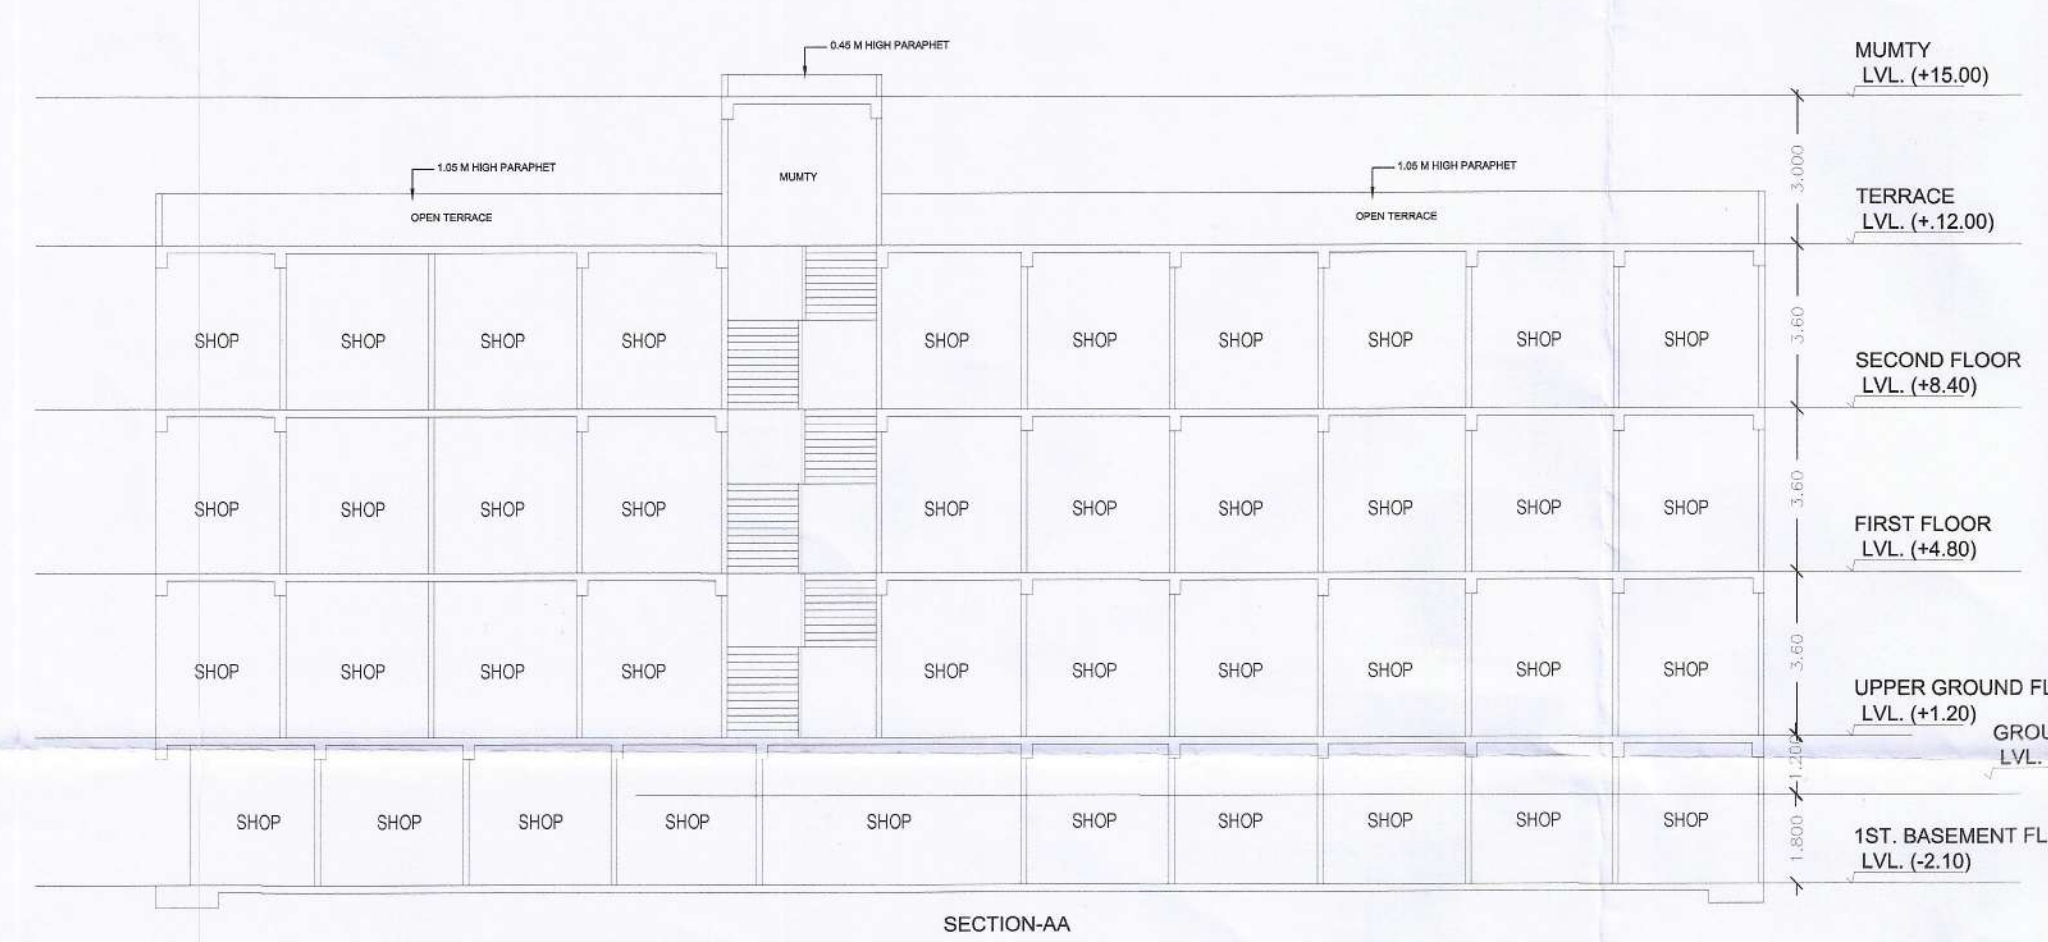 0.45 M HIGH PARAPHET
MUMTY
LVL. (+15.00)
1.05 M HIGH PARAPHET
MUMTY
1.05 M HIGH PARAPHET
3.000
OPEN TERRACE
OPEN TERRACE
TERRACE
LVL. (+.12.00)
SHOP SHOP SHOP SHOP SHOP SHOP SHOP SHOP SHOP SHOP
3.60
SECOND FLOOR
LVL. (+8.40)
SHOP SHOP SHOP SHOP SHOP SHOP SHOP SHOP SHOP SHOP
3.60
FIRST FLOOR
LVL. (+4.80)
SHOP SHOP SHOP SHOP SHOP SHOP SHOP SHOP SHOP SHOP
3.60
UPPER GROUND FL
LVL. (+1.20)
GROU
LVL.
1.200
SHOP SHOP SHOP SHOP SHOP SHOP SHOP SHOP SHOP SHOP
1.800
1ST. BASEMENT FL
LVL. (-2.10)
SECTION-AA